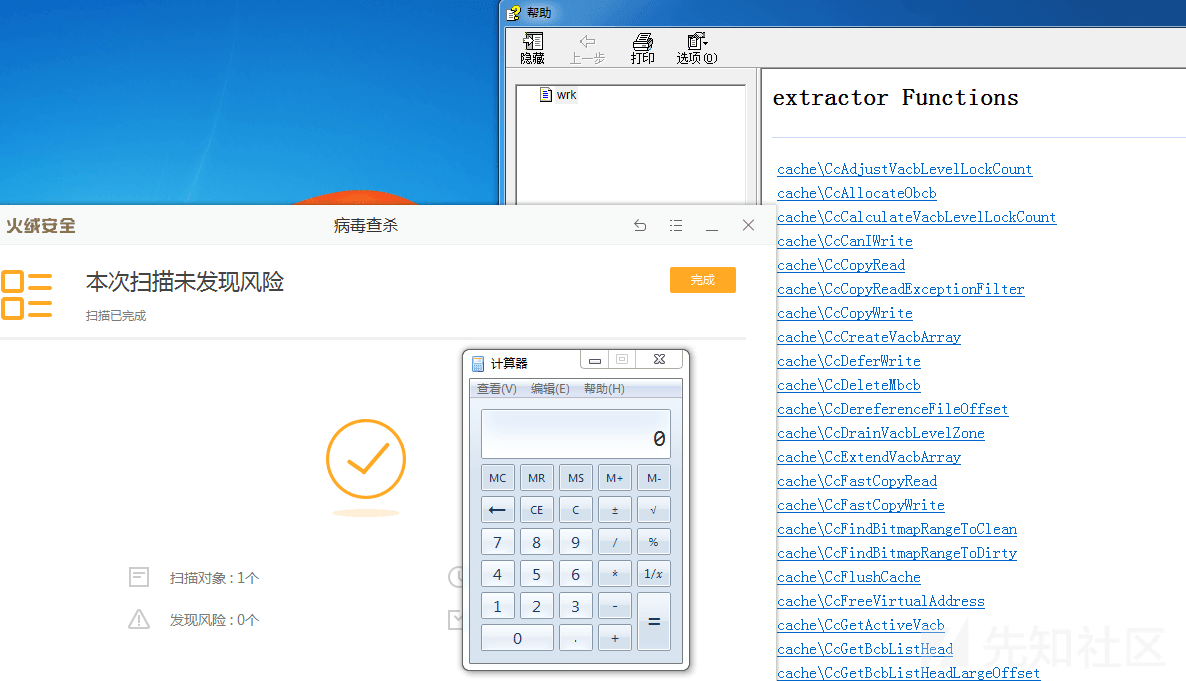 帮助
隐藏
上一步
打印
选项(O)
wrk
extractor Functions
cache\CcAdjustVacbLevelLockCount
cache\CcAllocateObcb
cache\CcCalculateVacbLevelLockCount
cache\CcCanIWrite
cache\CcCopyRead
cache\CcCopyReadExceptionFilter
cache\CcCopyWrite
cache\CcCreateVacbArray
cache\CcDeferWrite
cache\CcDeleteMbcb
cache\CcDereferenceFileOffset
cache\CcDrainVacbLevelZone
cache\CcExtendVacbArray
cache\CcFastCopyRead
cache\CcFastCopyWrite
cache\CcFindBitmapRangeToClean
cache\CcFindBitmapRangeToDirty
cache\CcFlushCache
cache\CcFreeVirtualAddress
cache\CcGetActiveVacb
cache\CcGetBcbListHead
cache\CcGetBcbListHeadLargeOffset
火绒安全
病毒查杀
本次扫描未发现风险
完成
扫描已完成
扫描对象 : 1个
发现风险 : 0个
计算器
查看(V) 编辑(E) 帮助(H)
0
MC MR MS M+ M-
← CE C ± √
7 8 9 / %
4 5 6 * 1/x
1 2 3 - =
0 . +
先知社区